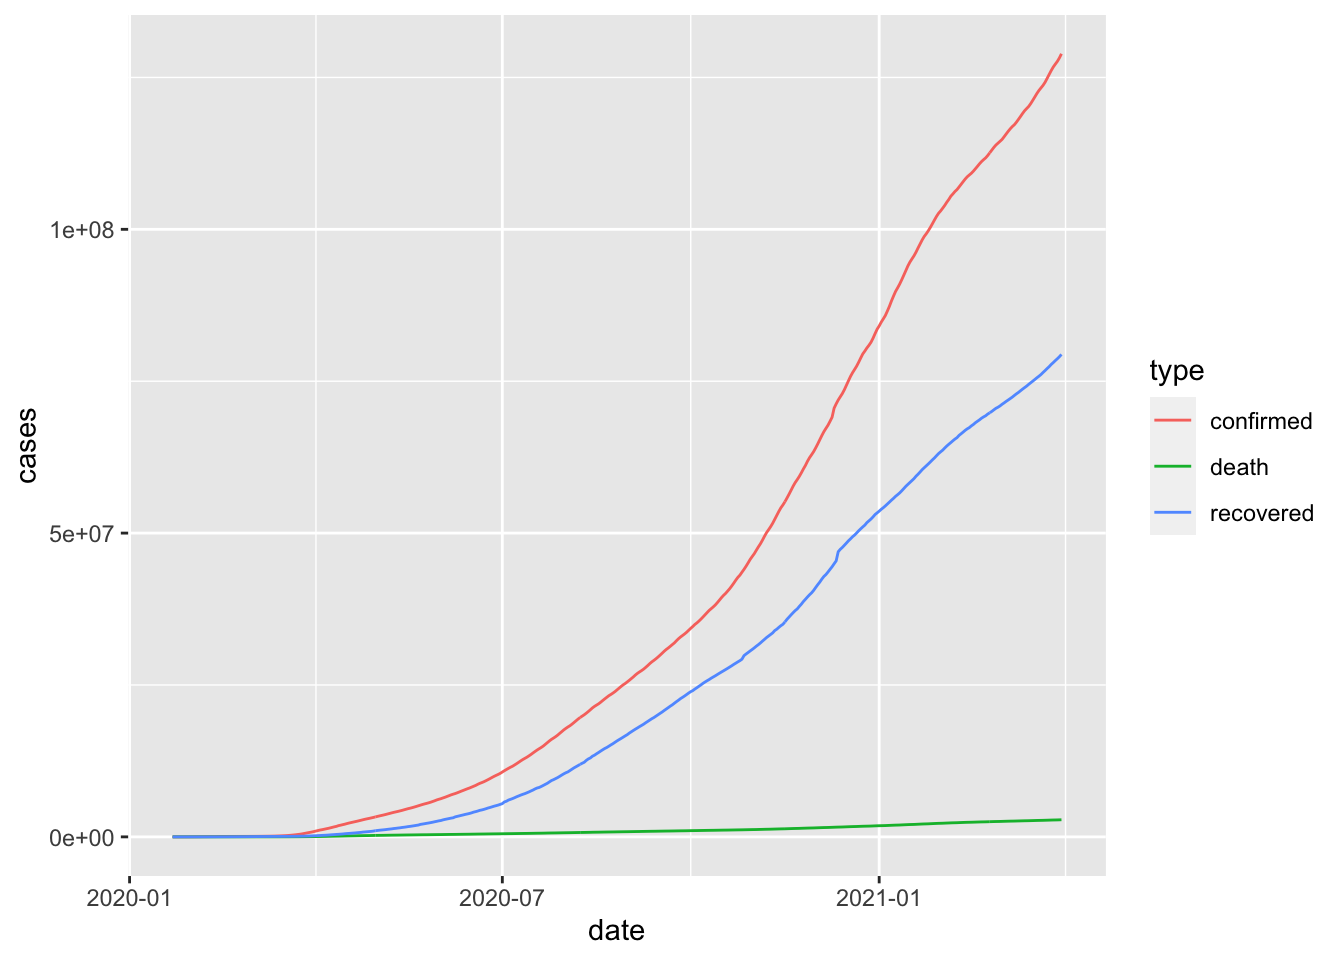 cases
1e+08
5e+07
0e+00
2020-01
2020-07
2021-01
date
type
confirmed
death
recovered